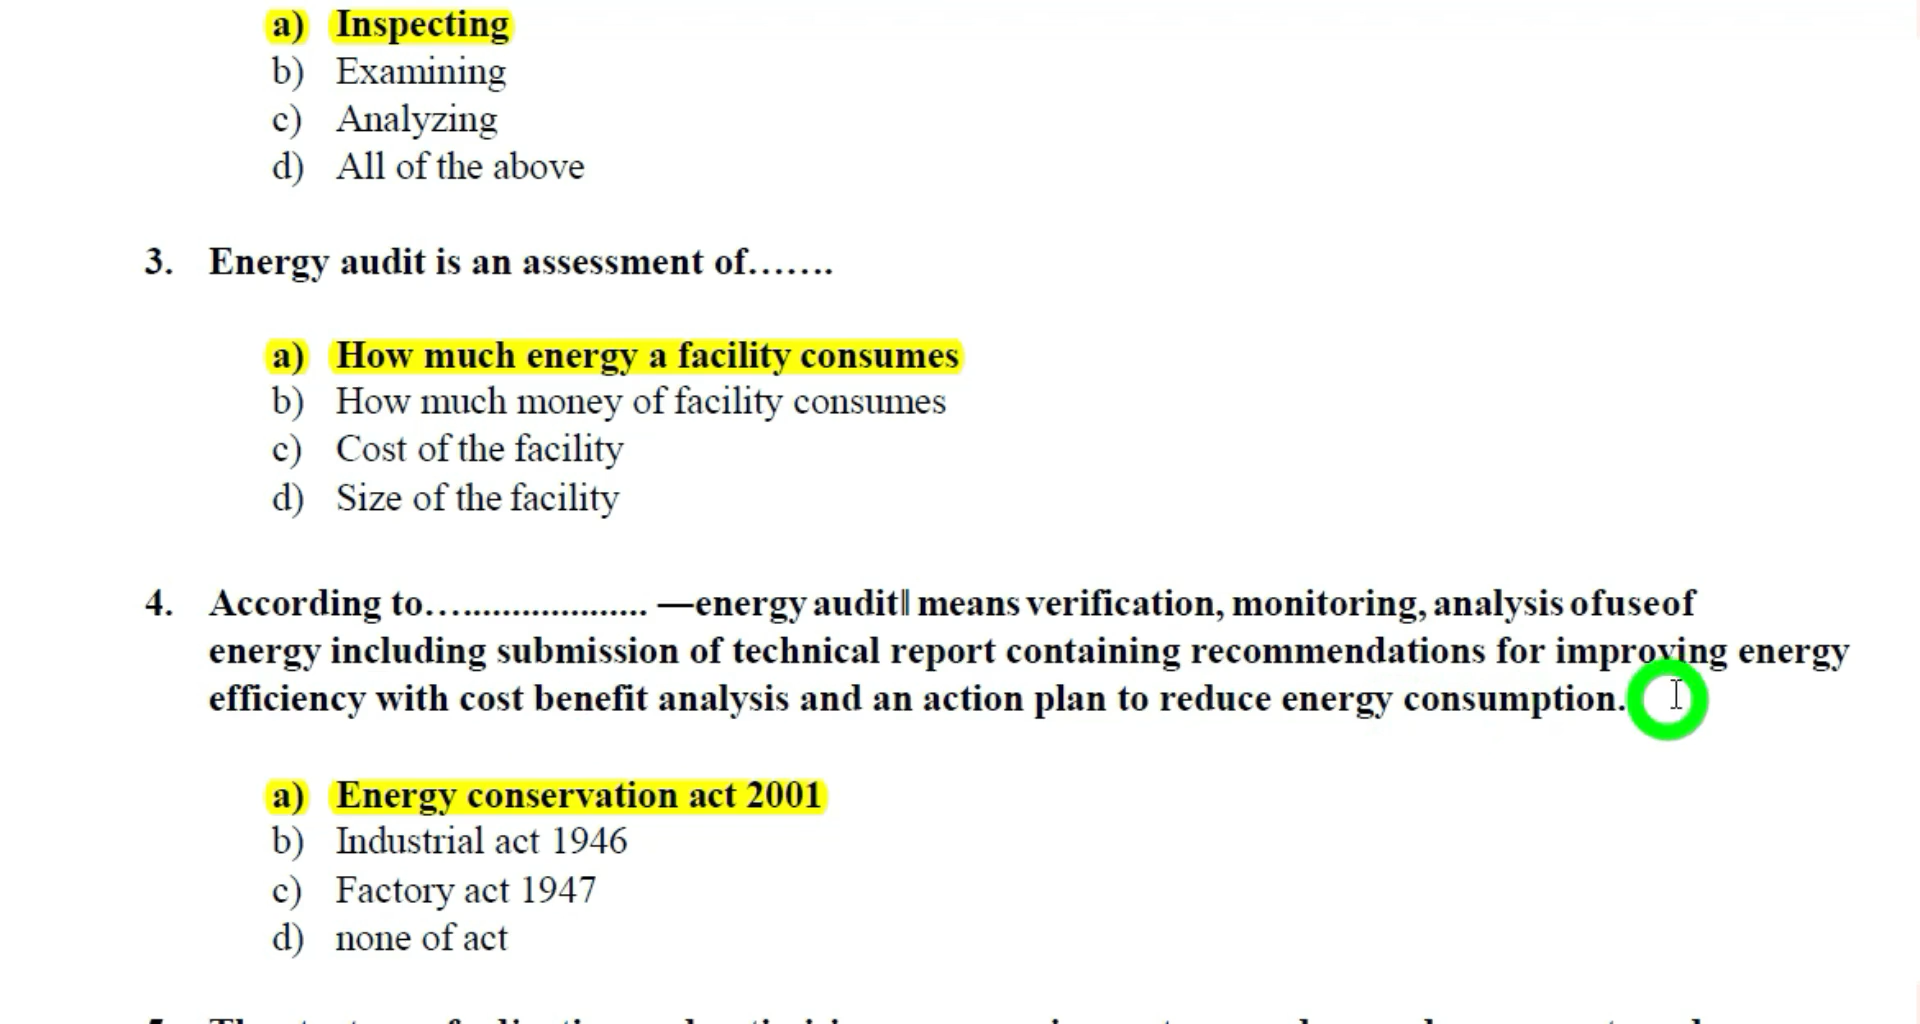 a) Inspecting
b) Examining
c) Analyzing
d) All of the above
3. Energy audit is an assessment of…….
a) How much energy a facility consumes
b) How much money of facility consumes
c) Cost of the facility
d) Size of the facility
4. According to…................... ―energy audit‖ means verification, monitoring, analysis of use of
energy including submission of technical report containing recommendations for improving energy
efficiency with cost benefit analysis and an action plan to reduce energy consumption.
a) Energy conservation act 2001
b) Industrial act 1946
c) Factory act 1947
d) none of act